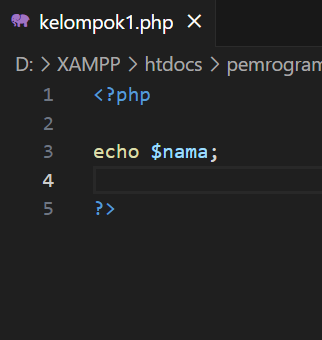 kelompok1.php ×
D: > XAMPP > htdocs > pemrogram
1 <?php
2
3 echo $nama;
4
5 ?>